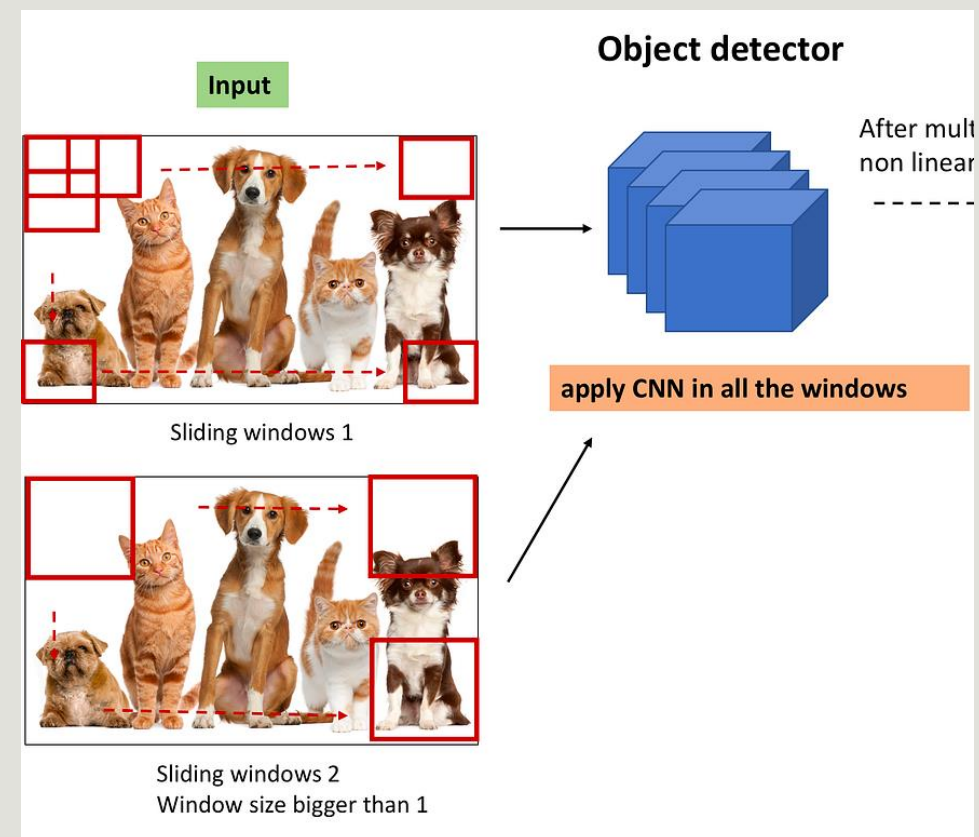 Object detector
Input
After mult
non linear
apply CNN in all the windows
Sliding windows 1
Sliding windows 2
Window size bigger than 1